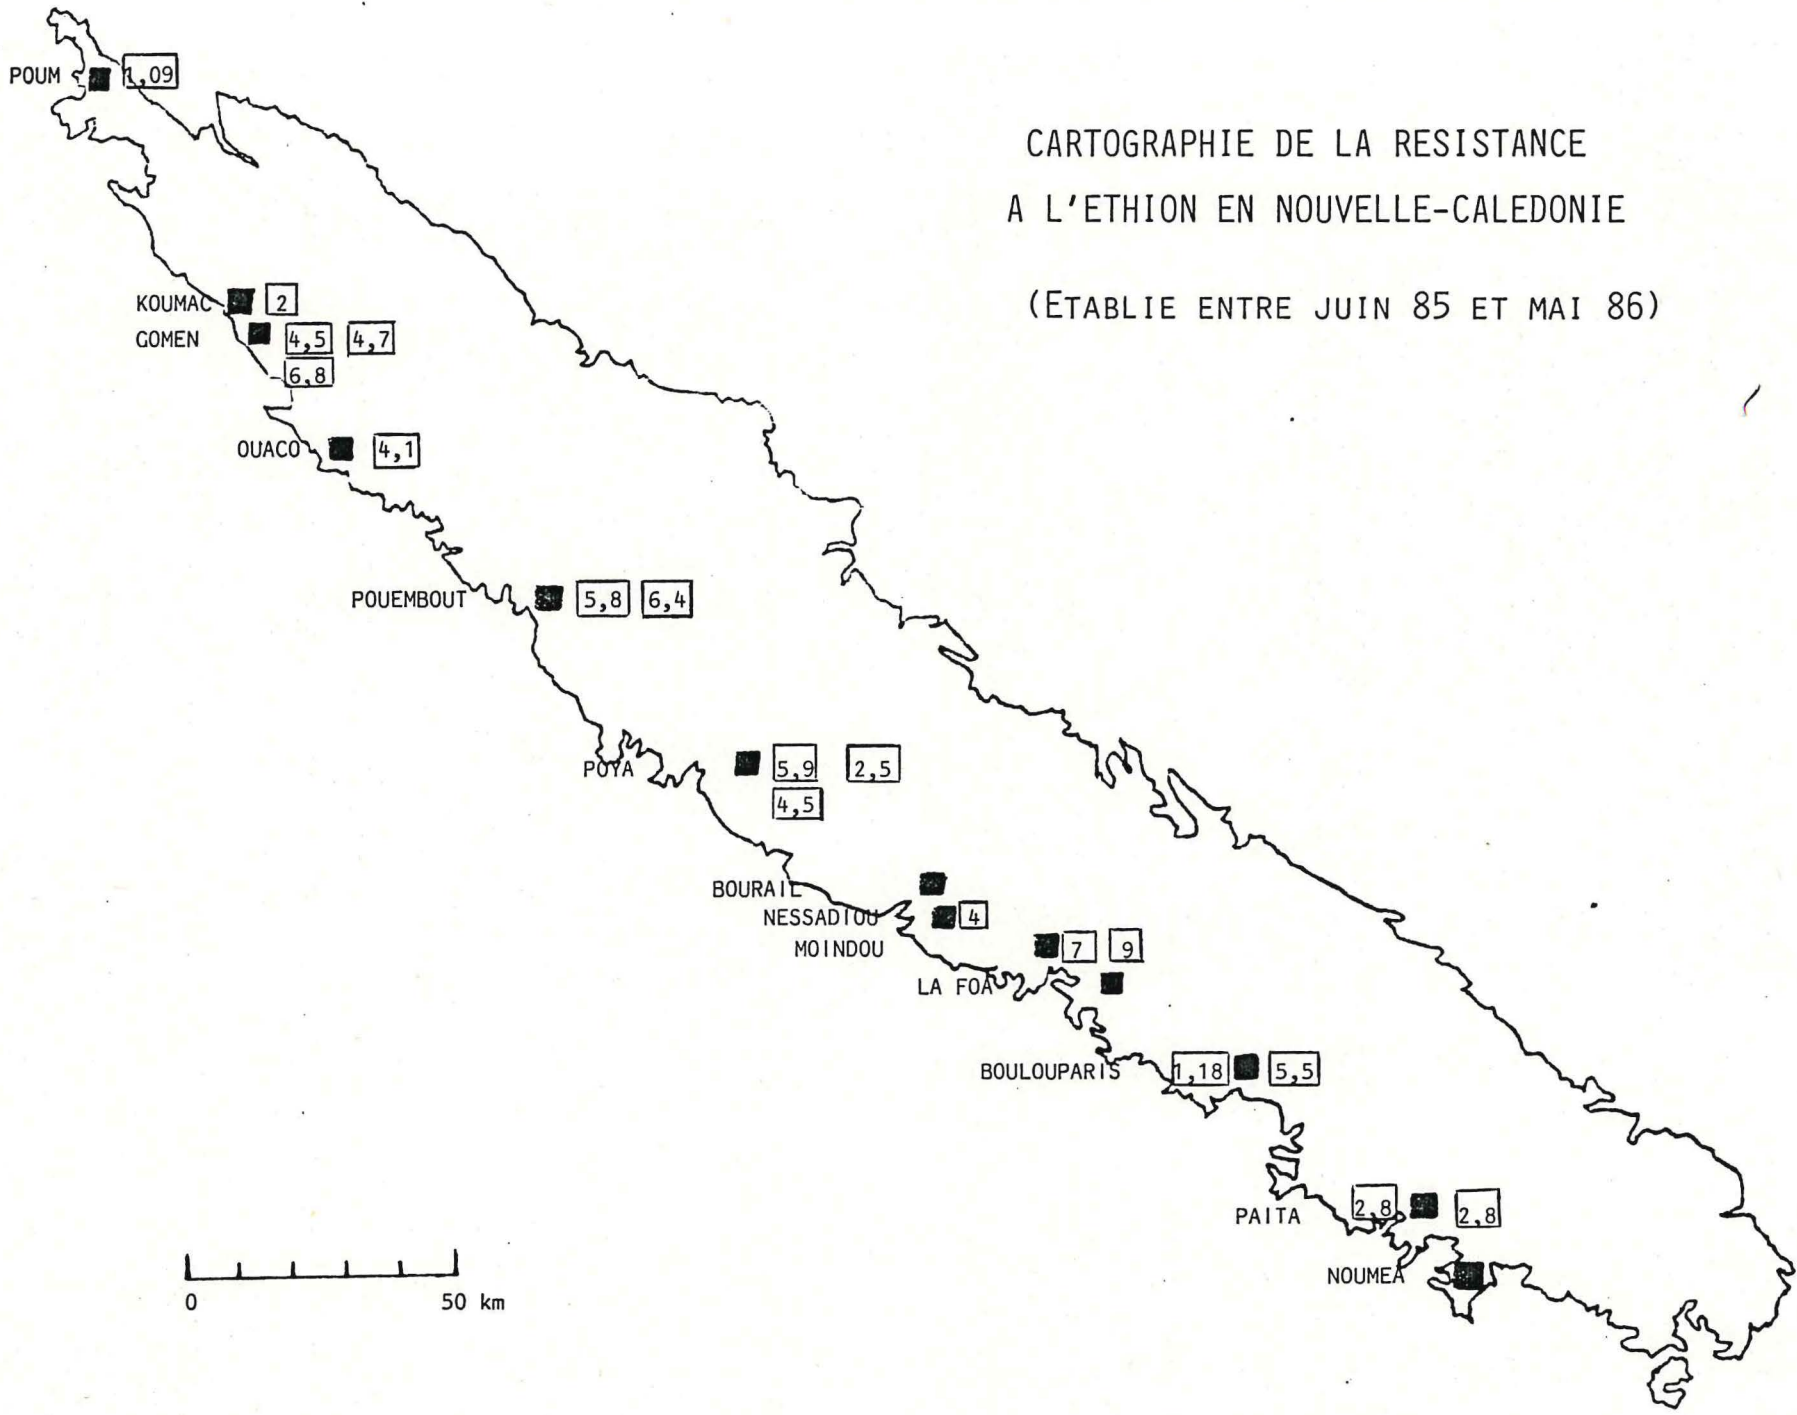 POUM 1,09
CARTOGRAPHIE DE LA RESISTANCE
A L'ETHION EN NOUVELLE-CALEDONIE
(ETABLIE ENTRE JUIN 85 ET MAI 86)
KOUMAC 2
GOMEN 4,5 4,7
6,8
OUACO 4,1
POUEMBOUT 5,8 6,4
POYA 5,9 2,5
4,5
BOURAIL
NESSADIOU 4
MOINDOU 7 9
LA FOA
BOULOUPARIS 1,18 5,5
PAITA 2,8 2,8
NOUMEA
0 50 km